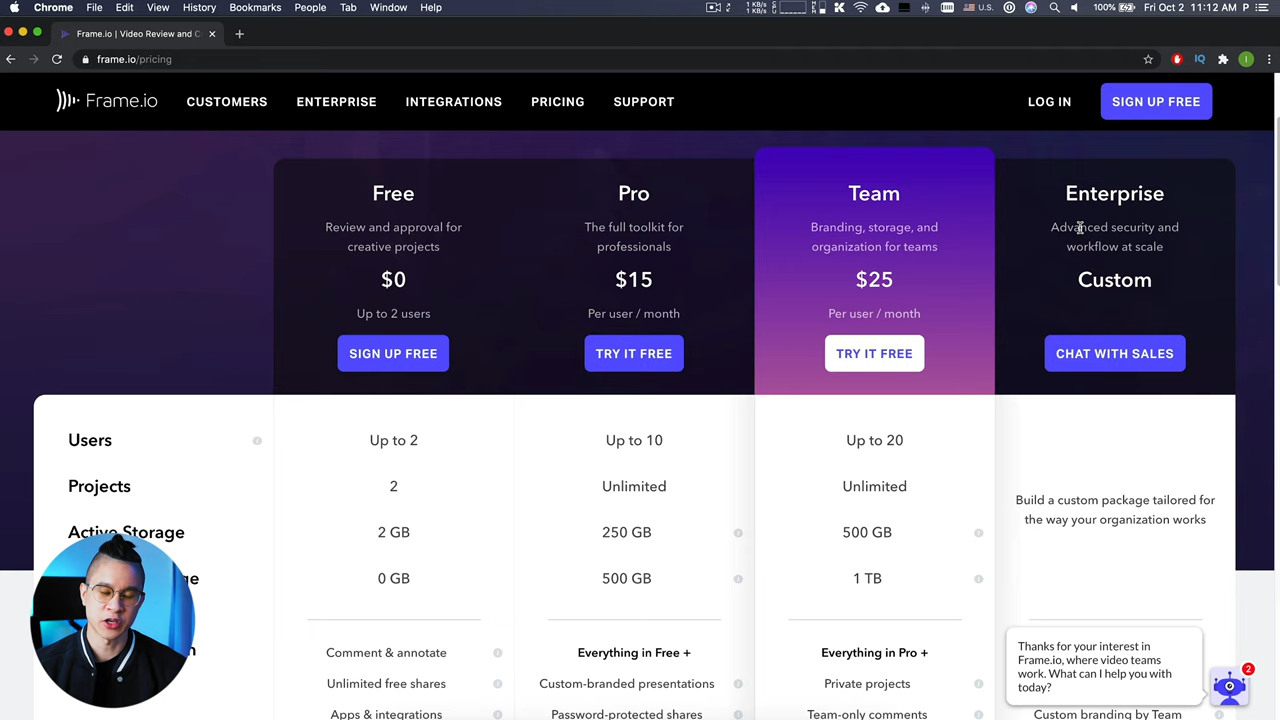 Chrome File Edit View History Bookmarks People Tab Window Help
1 KB/s
0 KB/s
U.S.
100%
Fri Oct 2 11:12 AM P
Frame.io | Video Review and C
frame.io/pricing
Frame.io CUSTOMERS ENTERPRISE INTEGRATIONS PRICING SUPPORT LOG IN SIGN UP FREE
Free Pro Team Enterprise
Review and approval for The full toolkit for Branding, storage, and Advanced security and
creative projects professionals organization for teams workflow at scale
$0 $15 $25 Custom
Up to 2 users Per user / month Per user / month
SIGN UP FREE TRY IT FREE TRY IT FREE CHAT WITH SALES
Users Up to 2 Up to 10 Up to 20
Projects 2 Unlimited Unlimited
Build a custom package tailored for
the way your organization works
Active Storage 2 GB 250 GB 500 GB
0 GB 500 GB 1 TB
Comment & annotate Everything in Free + Everything in Pro +
Unlimited free shares Custom-branded presentations Private projects
Apps & integrations Password-protected shares Team-only comments Custom branding by Team
Thanks for your interest in
Frame.io, where video teams
work. What can I help you with
today?
2